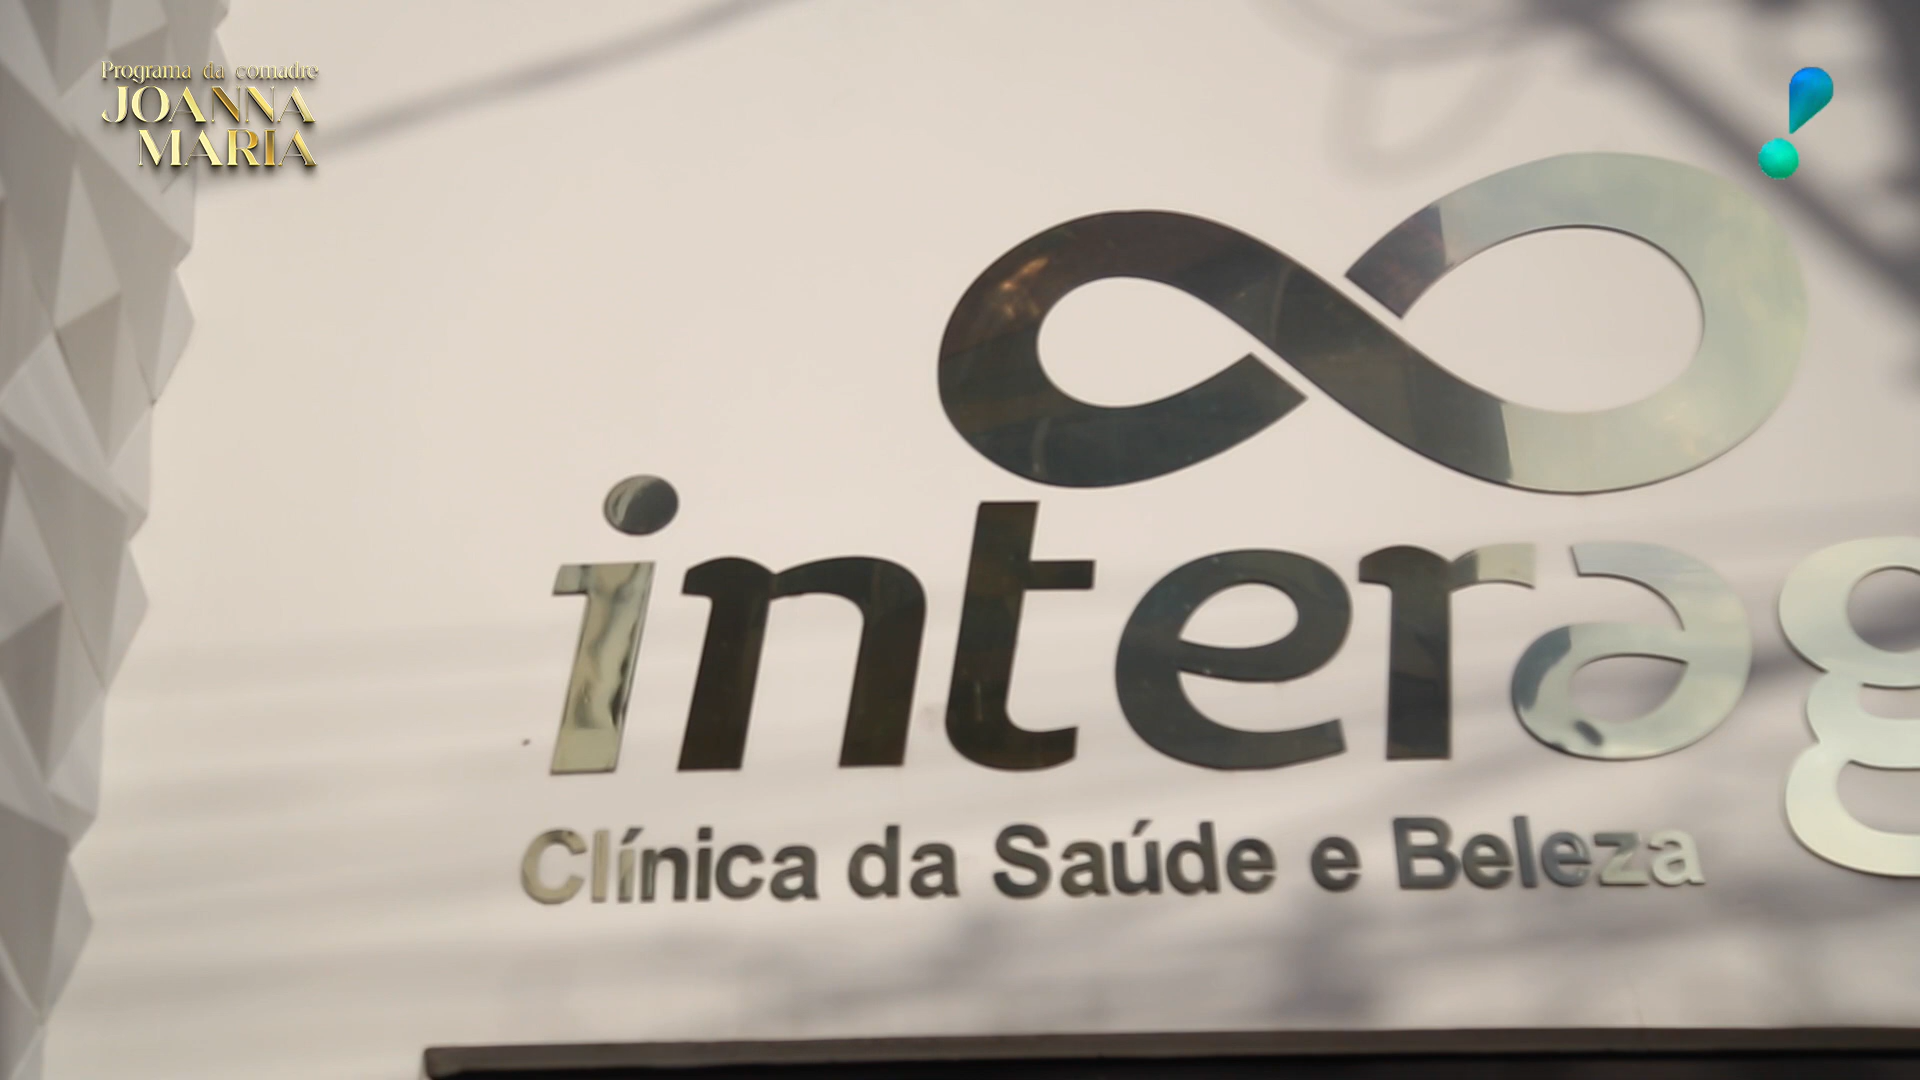 Programa da comadre
JOANNA
MARIA
interag
Clínica da Saúde e Beleza